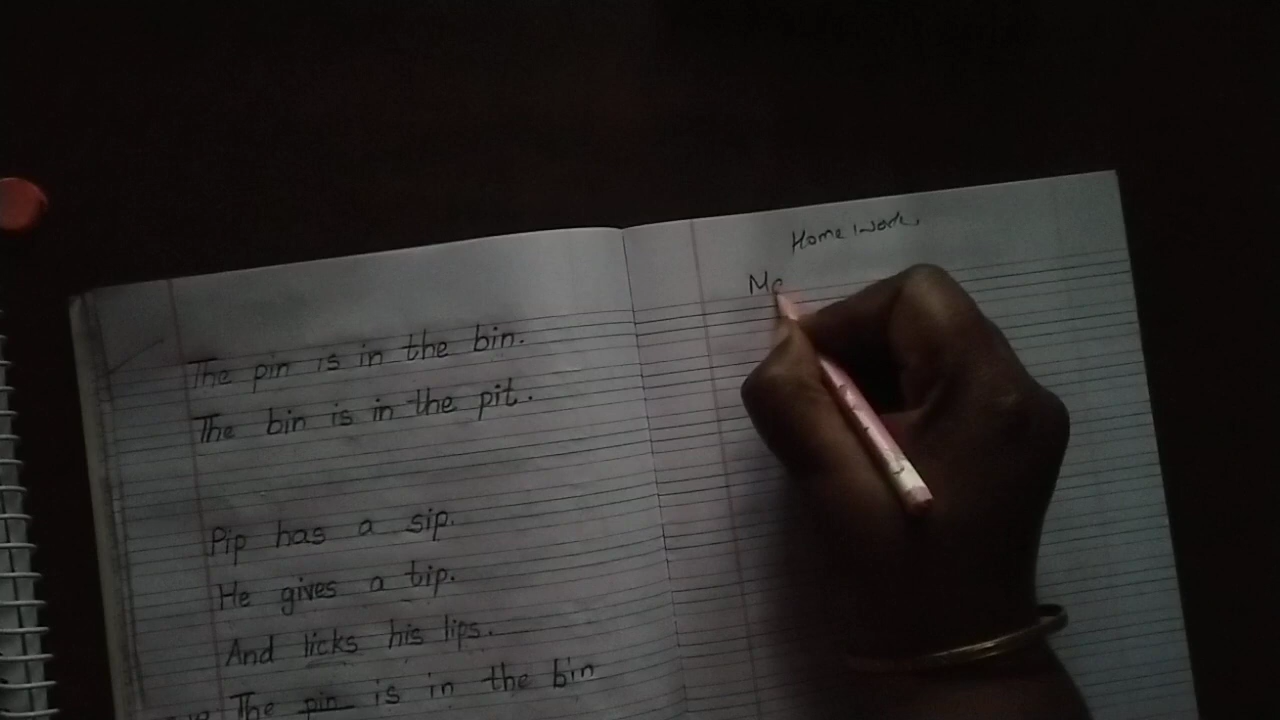 The pin is in the bin.
The bin is in the pit.
Pip has a sip.
He gives a tip.
And licks his lips.
The pin is in the bin
Home work
Me